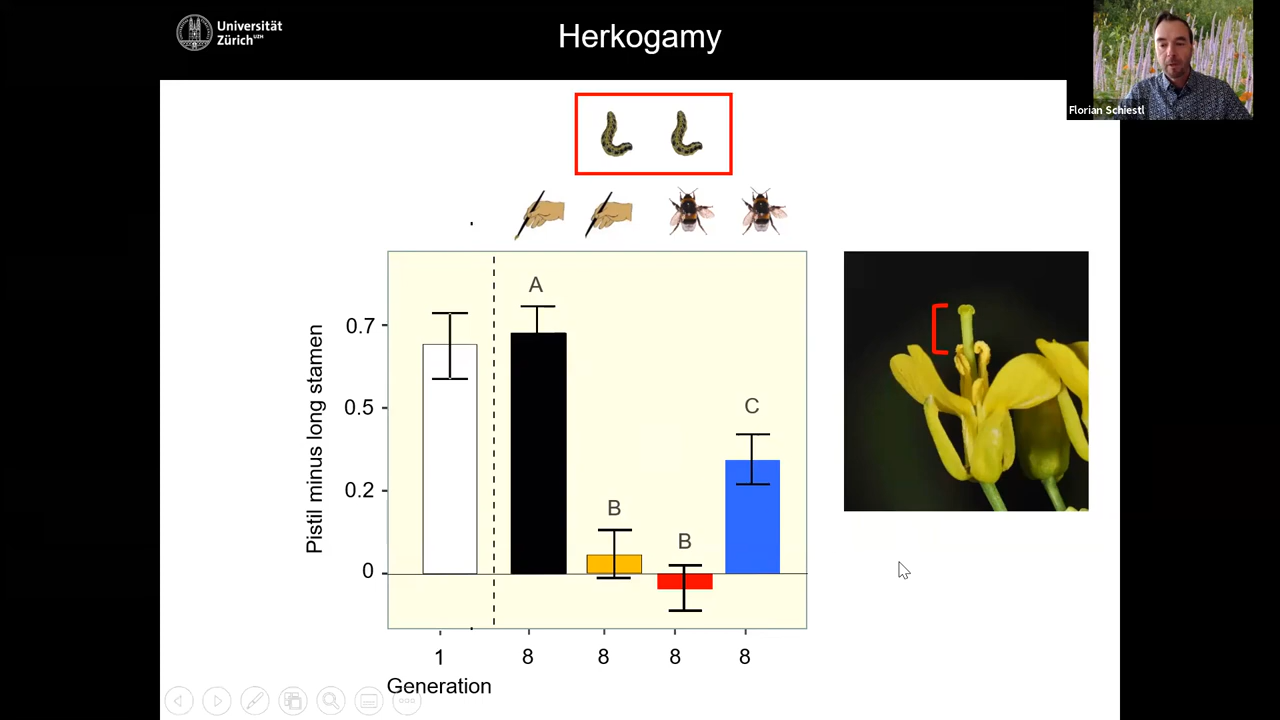 Universität
Zürich UZH
Herkogamy
Florian Schiestl
A
B
B
C
Pistil minus long stamen
0.7
0.5
0.2
0
1 8 8 8 8
Generation